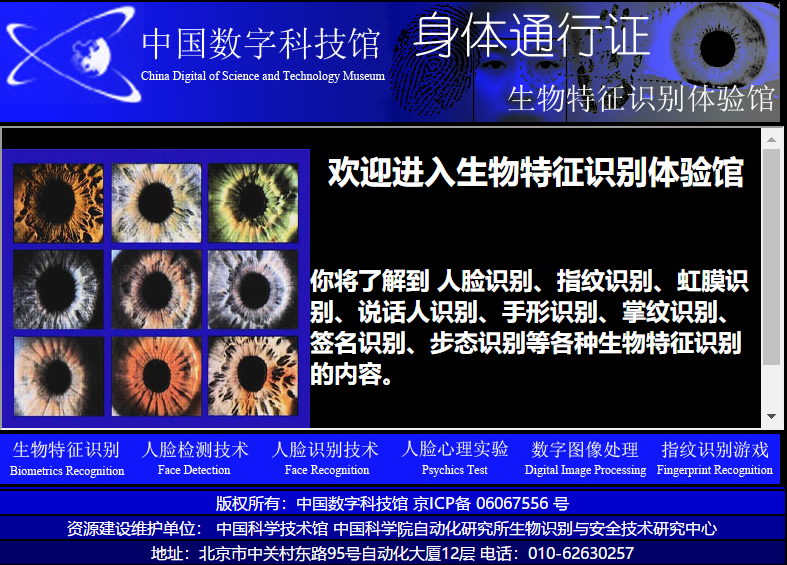 中国数字科技馆
China Digital of Science and Technology Museum
身体通行证
生物特征识别体验馆
欢迎进入生物特征识别体验馆
你将了解到 人脸识别、指纹识别、虹膜识
别、说话人识别、手形识别、掌纹识别、
签名识别、步态识别等各种生物特征识别
的内容。
生物特征识别 人脸检测技术 人脸识别技术 人脸心理实验 数字图像处理 指纹识别游戏
Biometrics Recognition Face Detection Face Recognition Psychics Test Digital Image Processing Fingerprint Recognition
版权所有：中国数字科技馆 京ICP备 06067556 号
资源建设维护单位： 中国科学技术馆 中国科学院自动化研究所生物识别与安全技术研究中心
地址：北京市中关村东路95号自动化大厦12层 电话：010-62630257